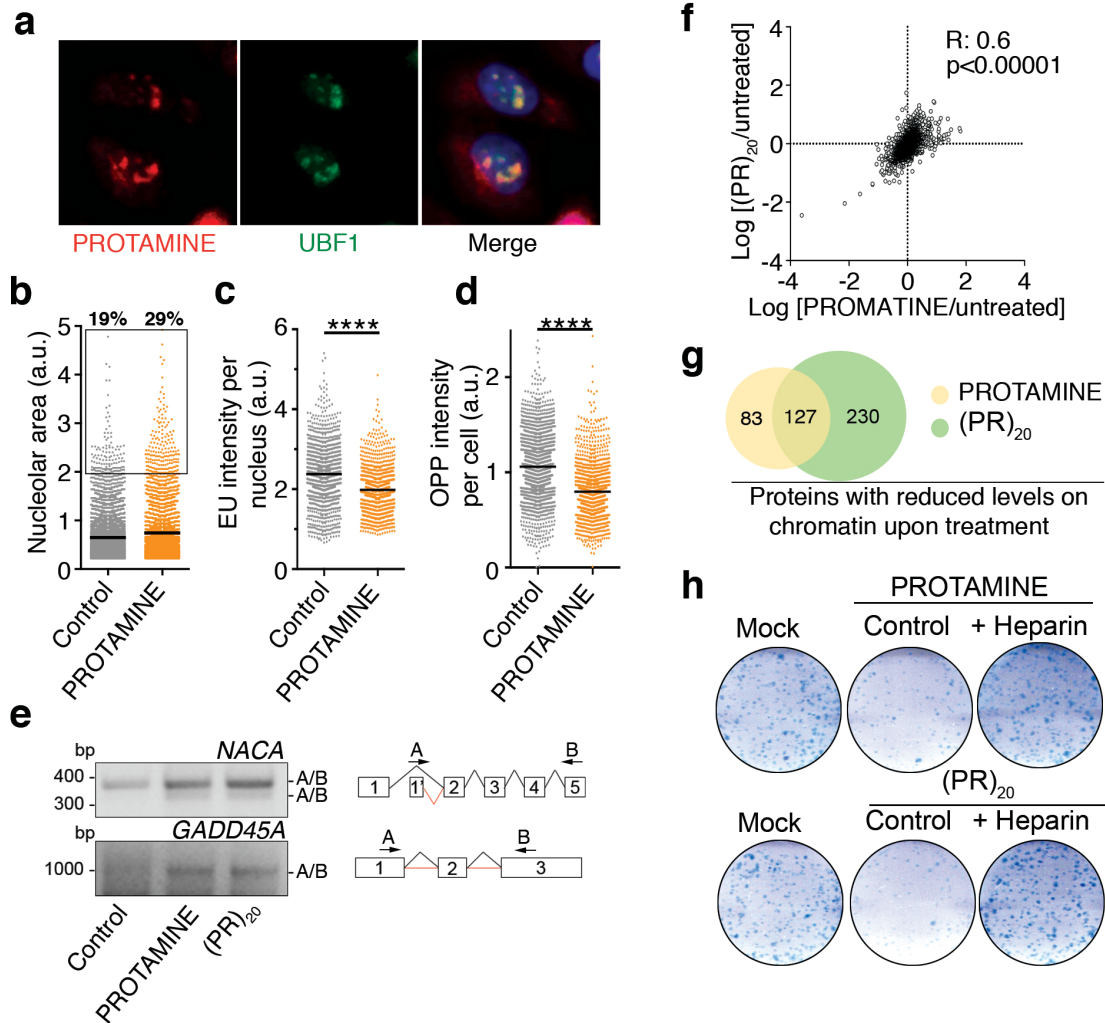 a
PROTAMINE UBF1 Merge
b
19% 29%
Nucleolar area (a.u.)
5
4
3
2
1
0
Control
PROTAMINE
c
****
EU intensity per
nucleus (a.u.)
6
4
2
0
Control
PROTAMINE
d
****
OPP intensity
per cell (a.u.)
2
1
0
Control
PROTAMINE
e
bp NACA
400
300
A/B
A/B
bp GADD45A
1000
A/B
Control
PROTAMINE
(PR)20
A B
1 1' 2 3 4 5
A B
1 2 3
f
R: 0.6
p<0.00001
Log [(PR)20/untreated]
4
2
0
-2
-4
-4 -2 0 2 4
Log [PROMATINE/untreated]
g
83 127 230
PROTAMINE
(PR)20
Proteins with reduced levels on
chromatin upon treatment
h
PROTAMINE
Mock Control + Heparin
(PR)20
Mock Control + Heparin